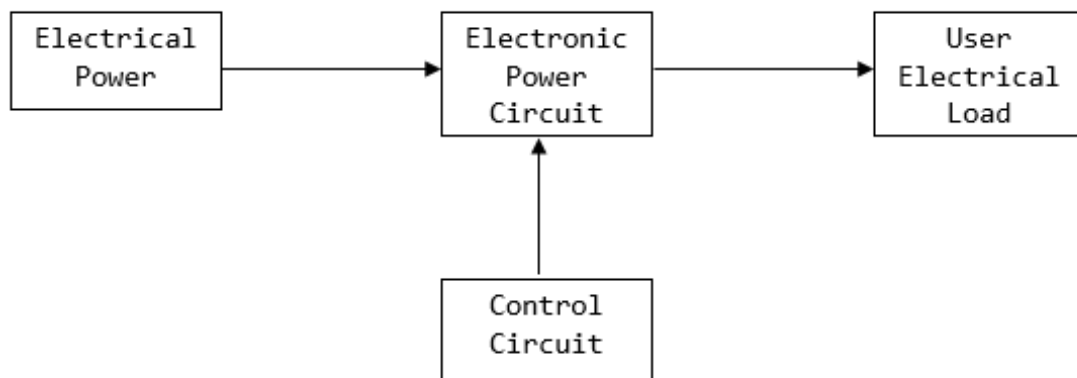 Electrical
Power
Electronic
Power
Circuit
User
Electrical
Load
Control
Circuit